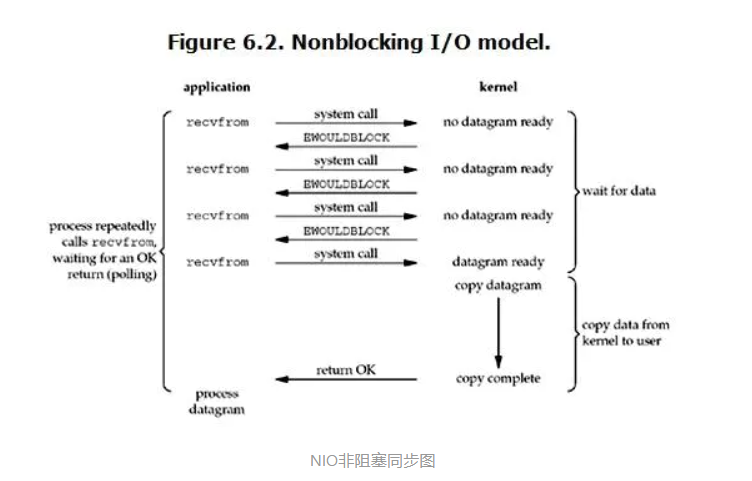 Figure 6.2. Nonblocking I/O model.
application
kernel
recvfrom
system call
no datagram ready
EWOULDBLOCK
recvfrom
system call
no datagram ready
EWOULDBLOCK
recvfrom
system call
no datagram ready
EWOULDBLOCK
recvfrom
system call
datagram ready
copy datagram
wait for data
process repeatedly
calls recvfrom,
waiting for an OK
return (polling)
copy data from
kernel to user
return OK
copy complete
process
datagram
NIO非阻塞同步图